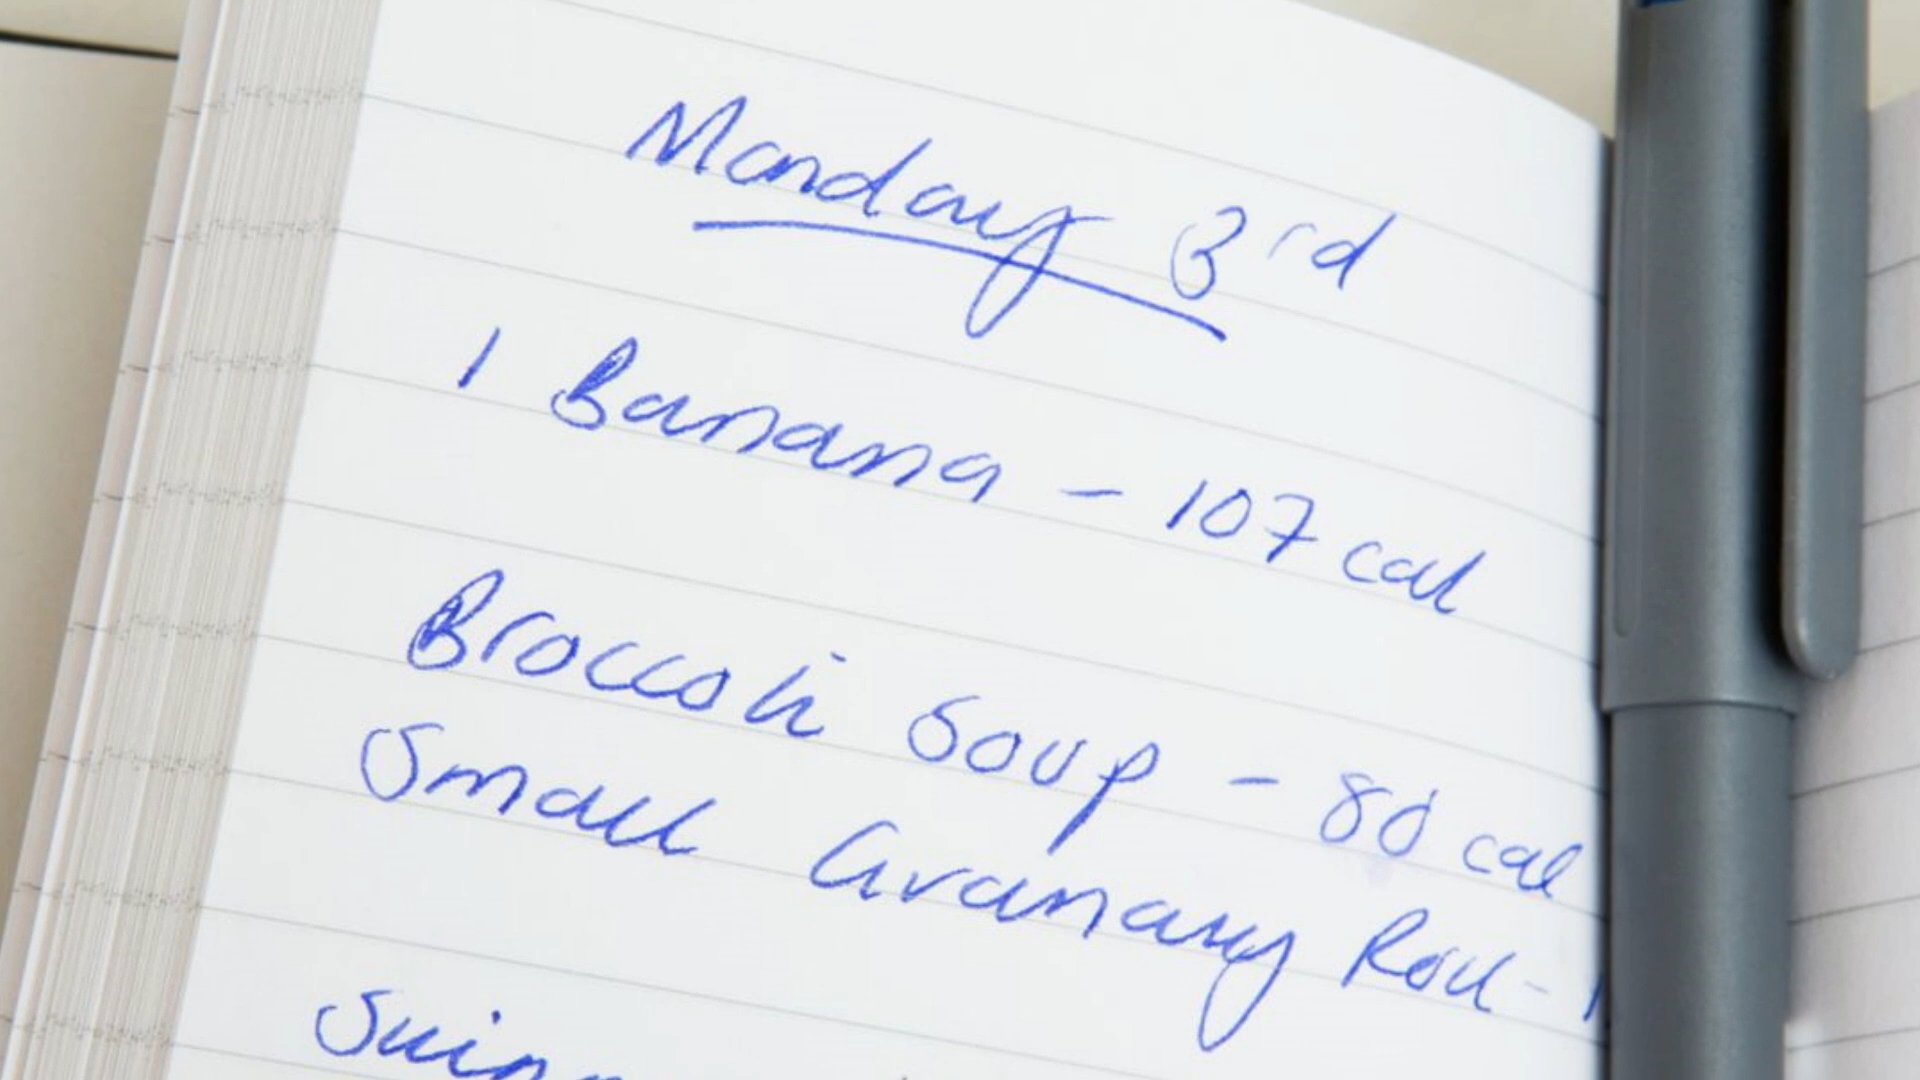 Monday 3rd
1 Banana - 107 cal
Broccoli Soup - 80 cal
Small Granary Roll -